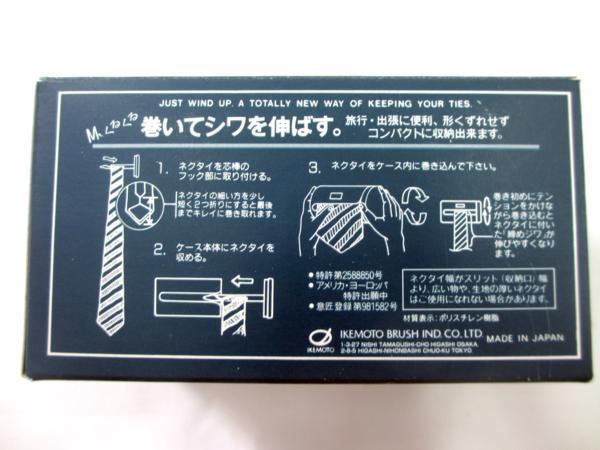 JUST WIND UP. A TOTALLY NEW WAY OF KEEPING YOUR TIES.
Mr.くねくね
巻いてシワを伸ばす。
旅行・出張に便利、形くずれせず
コンパクトに収納出来ます。
1. ネクタイを芯棒の
フック部に取り付ける。
ネクタイの細い方を少し
短く2つ折りにすると最後
までキレイに巻き取れます。
2. ケース本体にネクタイを
収める。
3. ネクタイをケース内に巻き込んで下さい。
巻き初めにテン
ションをかけな
がら巻き込むと
ネクタイに付い
た「締めジワ」が
伸びやすくなり
ます。
●特許第2588850号
●アメリカ・ヨーロッパ
特許出願中
●意匠登録第981582号
ネクタイ幅がスリット「収納口」幅
より、広い物や、生地の厚いネクタイ
はご使用になれない場合があります。
材質表示:ポリスチレン樹脂
IKEMOTO
IKEMOTO BRUSH IND. CO. LTD.
1-3-27 NISHI TAMAGUSHI-CHO HIGASHI OSAKA.
2-8-5 HIGASHI-NIHONBASHI CHUO-KU TOKYO.
MADE IN JAPAN